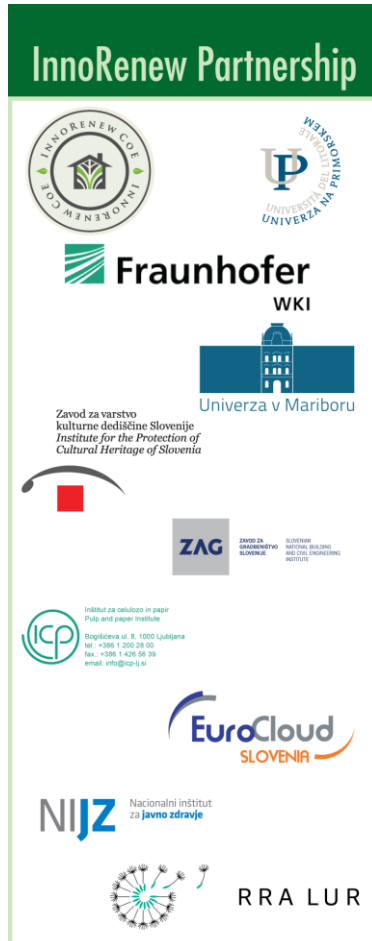 InnoRenew Partnership
INNORENEW COE
INNORENEW COE
UP
UNIVERSITÀ DEL LITORALE
UNIVERZA NA PRIMORSKEM
Fraunhofer
WKI
Univerza v Mariboru
Zavod za varstvo
kulturne dediščine Slovenije
Institute for the Protection of
Cultural Heritage of Slovenia
ZAG
ZAVOD ZA
GRADBENIŠTVO
SLOVENIJE
SLOVENIAN
NATIONAL BUILDING
AND CIVIL ENGINEERING
INSTITUTE
ICP
Inštitut za celulozo in papir
Pulp and paper Institute
Bogišićeva ul. 8, 1000 Ljubljana
tel.: +386 1 200 28 00
fax.: +386 1 426 56 39
email: info@icp-lj.si
EuroCloud
SLOVENIA
NIJZ
Nacionalni inštitut
za javno zdravje
RRA LUR